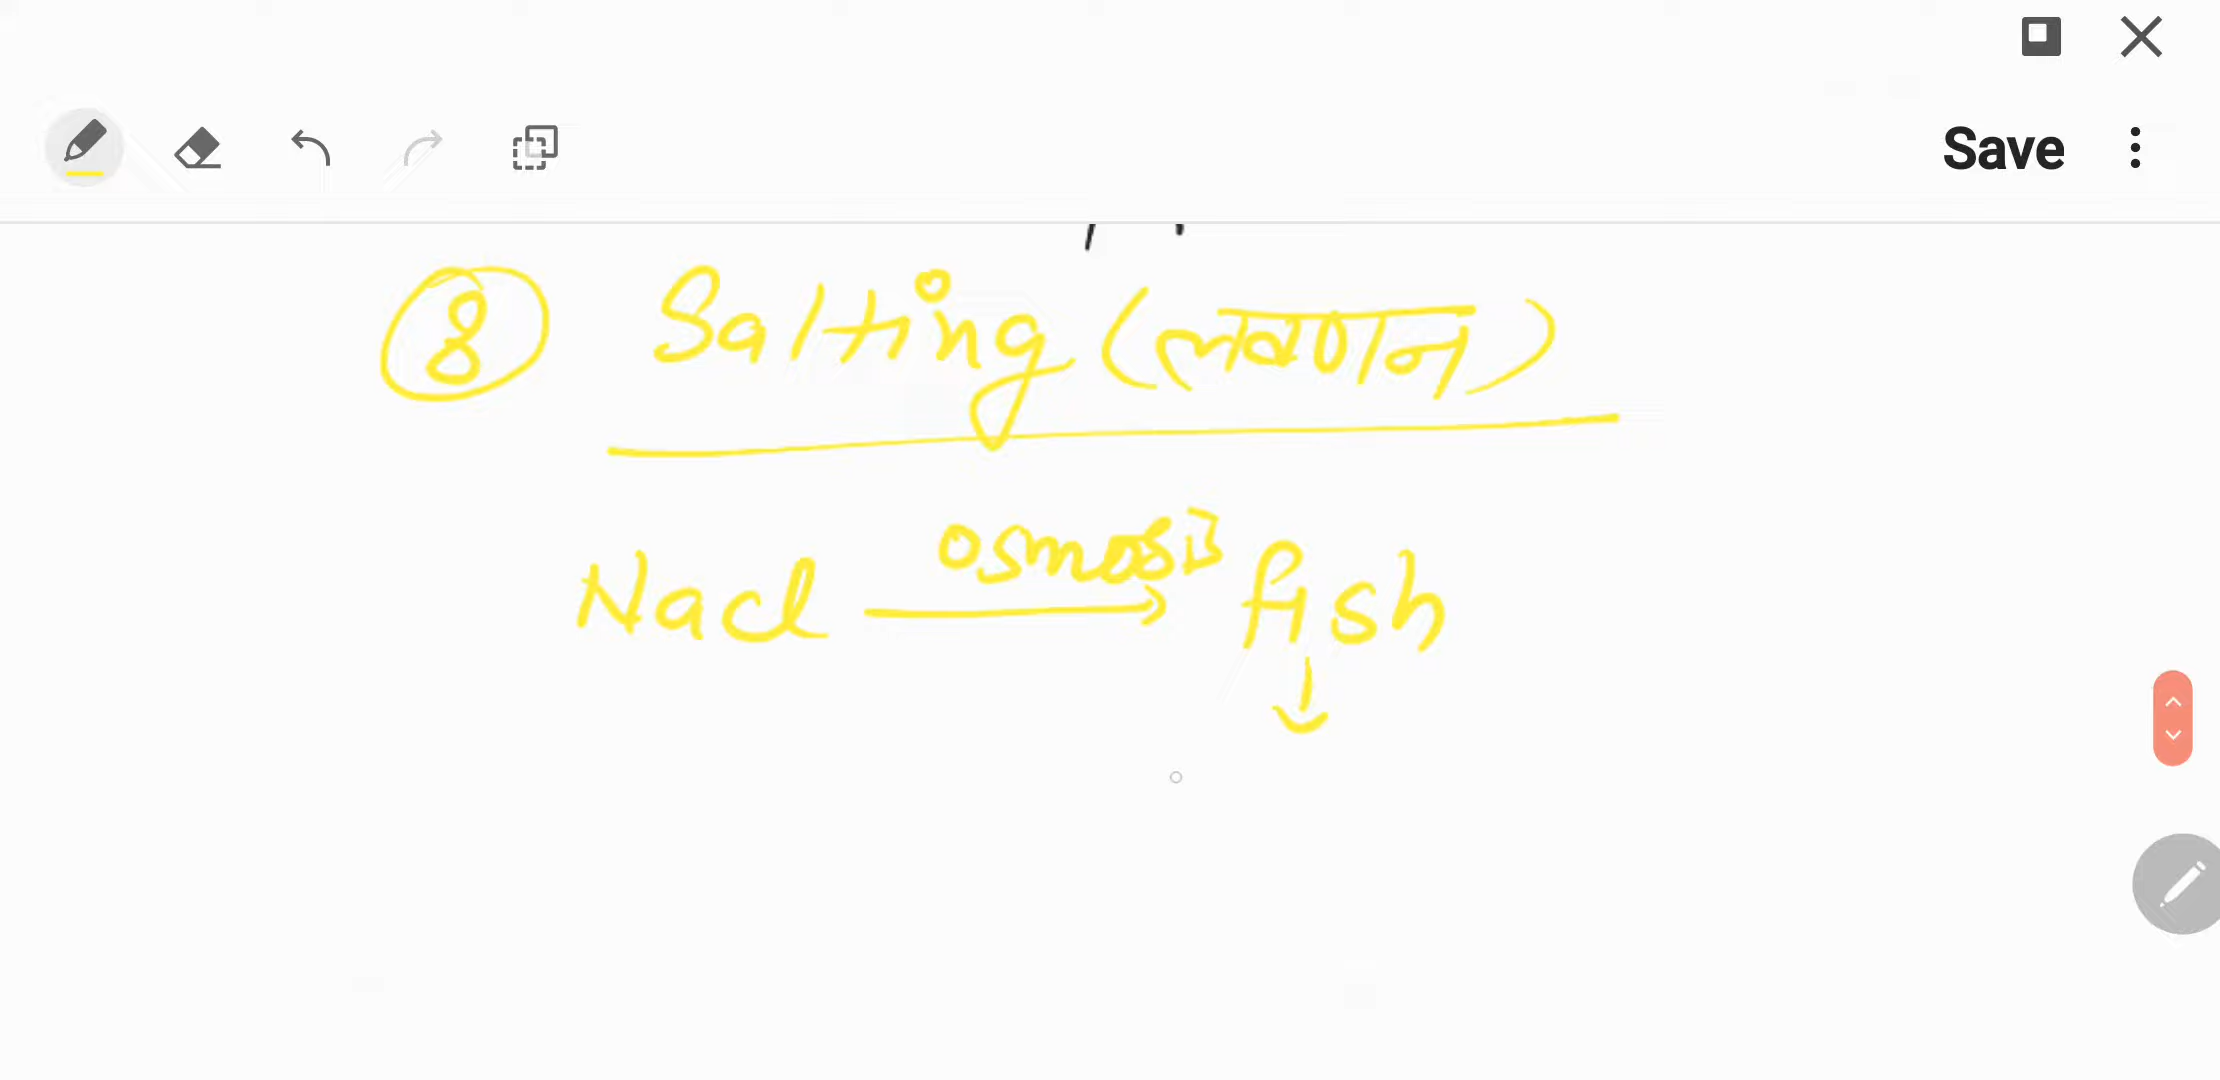 Save
8 Salting (लवणन)
Nacl osmosis fish